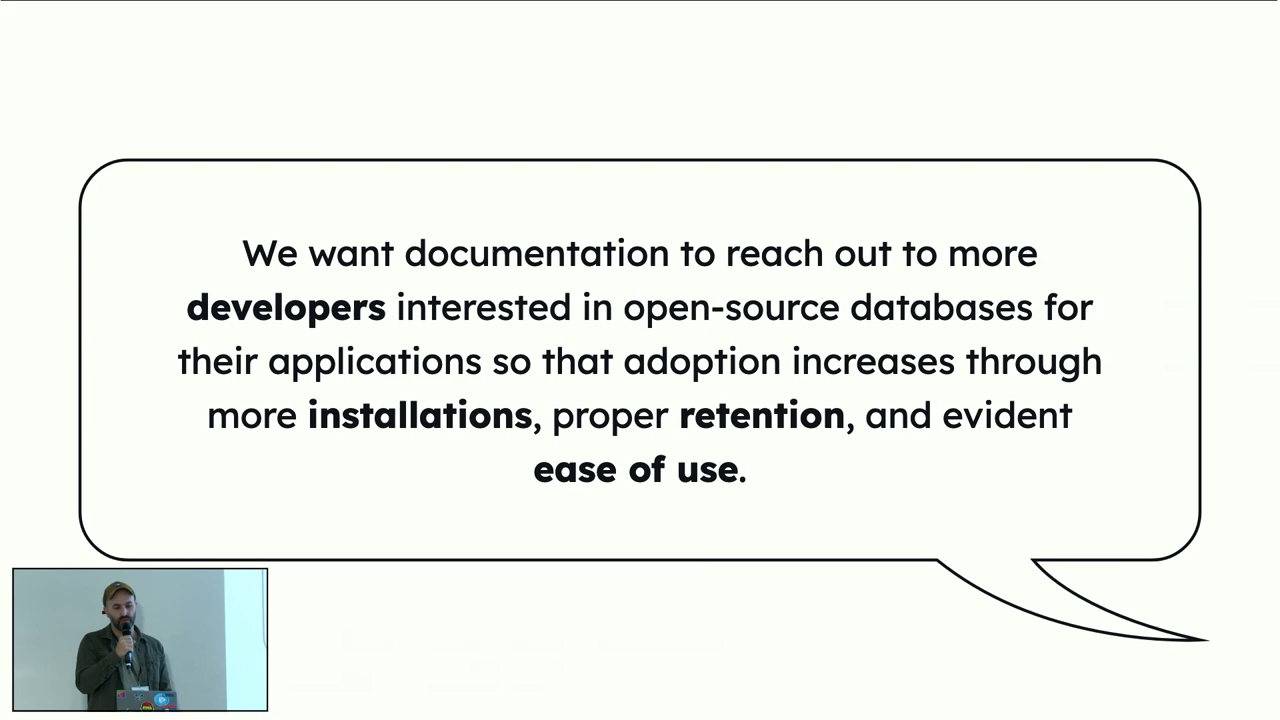 We want documentation to reach out to more
developers interested in open-source databases for
their applications so that adoption increases through
more installations, proper retention, and evident
ease of use.